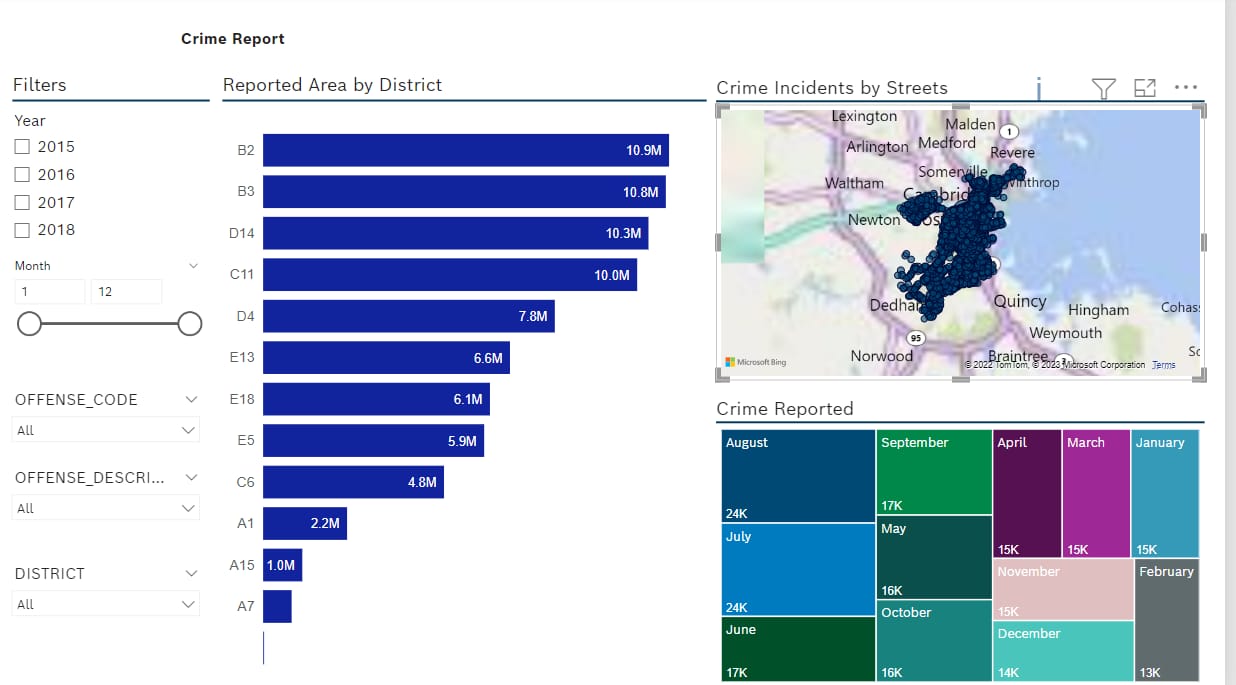 Crime Report
Filters
Year
2015
2016
2017
2018
Month
1
12
OFFENSE_CODE
All
OFFENSE_DESCRI...
All
DISTRICT
All
Reported Area by District
B2 10.9M
B3 10.8M
D14 10.3M
C11 10.0M
D4 7.8M
E13 6.6M
E18 6.1M
E5 5.9M
C6 4.8M
A1 2.2M
A15 1.0M
A7
Crime Incidents by Streets
Lexington
Malden
1
Arlington
Medford
Revere
Somerville
Waltham
Winthrop
Newton
Dedham
Quincy
Hingham
Cohas
Weymouth
95
Norwood
Braintree
Sc
Microsoft Bing
© 2022 TomTom, © 2023 Microsoft Corporation Terms
Crime Reported
August
24K
July
24K
June
17K
September
17K
May
16K
October
16K
April
15K
March
15K
January
15K
November
15K
December
14K
February
13K